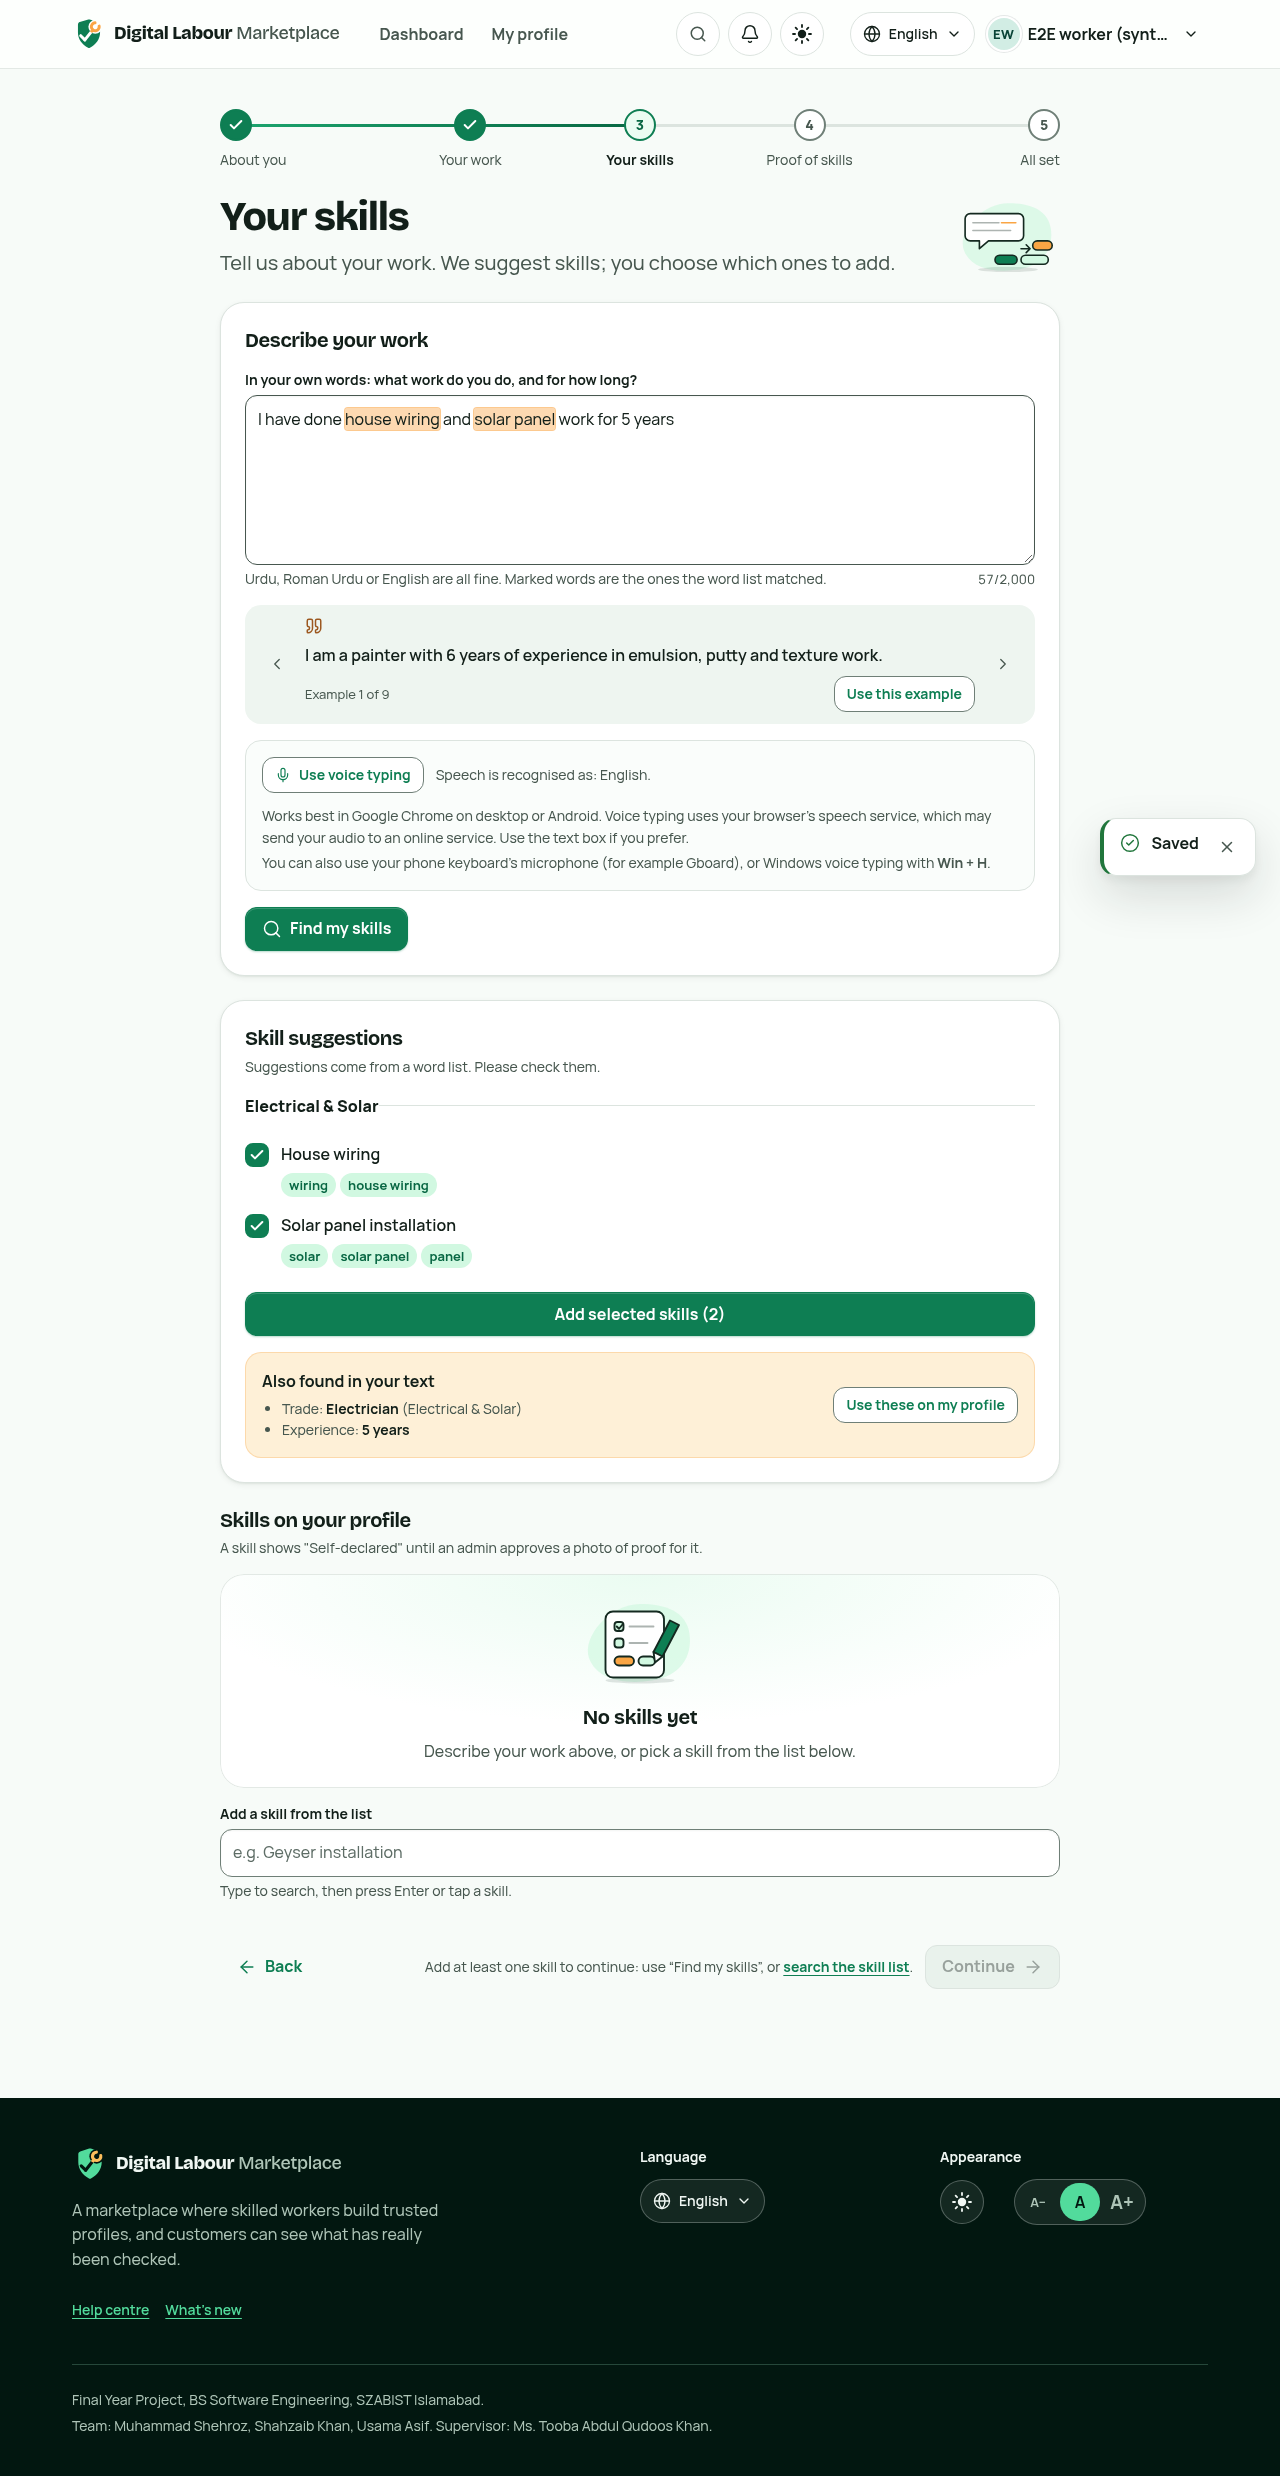 Digital Labour Marketplace
Dashboard
My profile
English
EW
E2E worker (synt...
3
4
5
About you
Your work
Your skills
Proof of skills
All set
Your skills
Tell us about your work. We suggest skills; you choose which ones to add.
Describe your work
In your own words: what work do you do, and for how long?
I have done house wiring and solar panel work for 5 years
Urdu, Roman Urdu or English are all fine. Marked words are the ones the word list matched.
57/2,000
I am a painter with 6 years of experience in emulsion, putty and texture work.
Example 1 of 9
Use this example
Use voice typing
Speech is recognised as: English.
Works best in Google Chrome on desktop or Android. Voice typing uses your browser's speech service, which may
send your audio to an online service. Use the text box if you prefer.
You can also use your phone keyboard's microphone (for example Gboard), or Windows voice typing with Win + H.
Saved
Find my skills
Skill suggestions
Suggestions come from a word list. Please check them.
Electrical & Solar
House wiring
wiring
house wiring
Solar panel installation
solar
solar panel
panel
Add selected skills (2)
Also found in your text
Trade: Electrician (Electrical & Solar)
Experience: 5 years
Use these on my profile
Skills on your profile
A skill shows "Self-declared" until an admin approves a photo of proof for it.
No skills yet
Describe your work above, or pick a skill from the list below.
Add a skill from the list
e.g. Geyser installation
Type to search, then press Enter or tap a skill.
Back
Add at least one skill to continue: use “Find my skills”, or search the skill list.
Continue
Digital Labour Marketplace
A marketplace where skilled workers build trusted
profiles, and customers can see what has really
been checked.
Help centre
What's new
Language
English
Appearance
A−
A
A+
Final Year Project, BS Software Engineering, SZABIST Islamabad.
Team: Muhammad Shehroz, Shahzaib Khan, Usama Asif. Supervisor: Ms. Tooba Abdul Qudoos Khan.